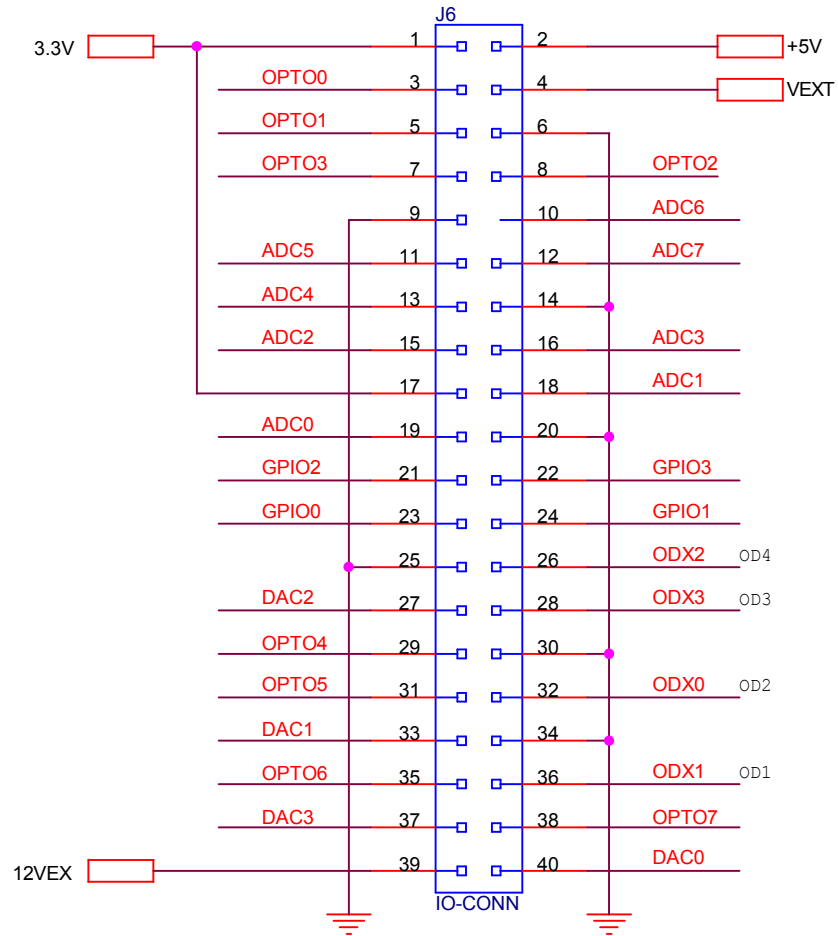 J6
3.3V 1 2 +5V
OPTO0 3 4 VEXT
OPTO1 5 6
OPTO3 7 8 OPTO2
9 10 ADC6
ADC5 11 12 ADC7
ADC4 13 14
ADC2 15 16 ADC3
17 18 ADC1
ADC0 19 20
GPIO2 21 22 GPIO3
GPIO0 23 24 GPIO1
25 26 ODX2 OD4
DAC2 27 28 ODX3 OD3
OPTO4 29 30
OPTO5 31 32 ODX0 OD2
DAC1 33 34
OPTO6 35 36 ODX1 OD1
DAC3 37 38 OPTO7
12VEX 39 40 DAC0
IO-CONN